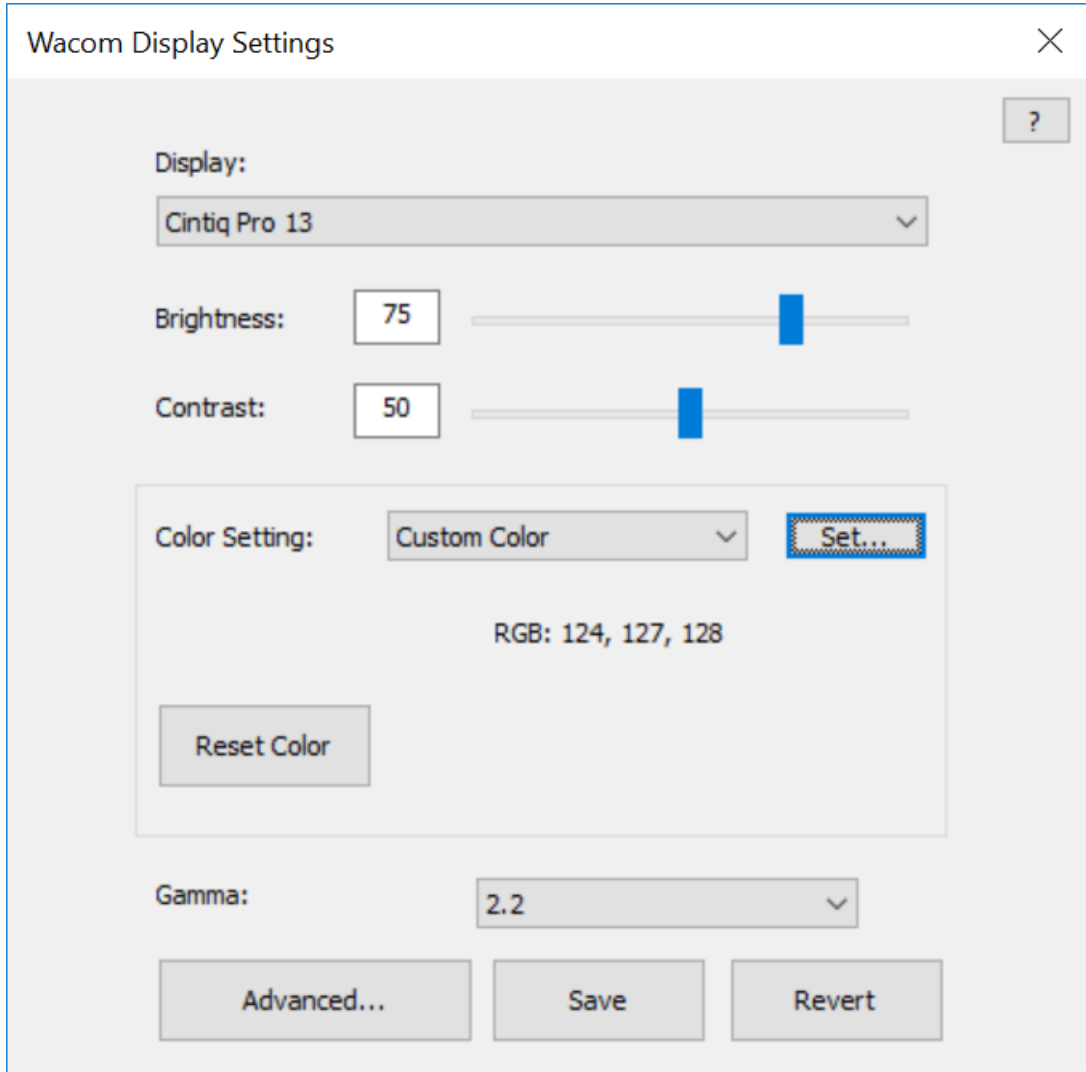 Wacom Display Settings
?
Display:
Cintiq Pro 13
Brightness: 75
Contrast: 50
Color Setting: Custom Color Set...
RGB: 124, 127, 128
Reset Color
Gamma: 2.2
Advanced... Save Revert